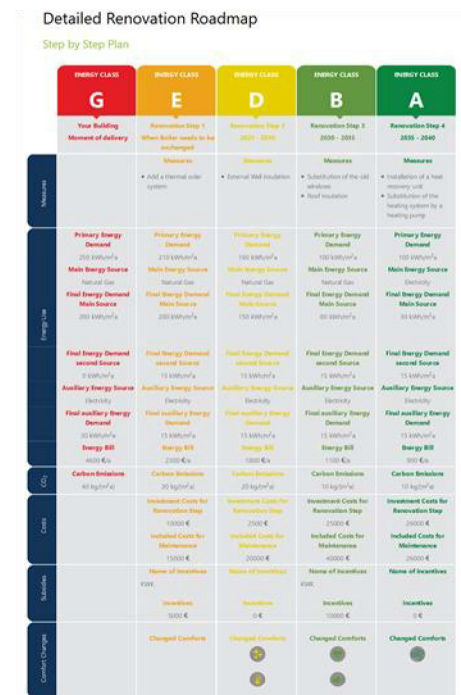 Detailed Renovation Roadmap
Step by Step Plan
ENERGY CLASS ENERGY CLASS ENERGY CLASS ENERGY CLASS ENERGY CLASS
G E D B A
Your Building Renovation Step 1 Renovation Step 2 Renovation Step 3 Renovation Step 4
Moment of delivery When Boiler needs to be exchanged 2030 - 2035 2035 - 2040
Measures
Measures Measures Measures Measures
• Add a thermal solar system
• External Wall insulation
• Substitution of the old windows
• Roof insulation
• Installation of a heat recovery unit
• Substitution of the heating system by a heating pump
Energy Use
Primary Energy Demand Primary Energy Demand Primary Energy Demand Primary Energy Demand Primary Energy Demand
250 kWh/m²a 210 kWh/m²a 100 kWh/m²a 100 kWh/m²a
Main Energy Source Main Energy Source Main Energy Source Main Energy Source Main Energy Source
Natural Gas Natural Gas Natural Gas Natural Gas Electricity
Final Energy Demand Main Source Final Energy Demand Main Source Final Energy Demand Main Source Final Energy Demand Main Source Final Energy Demand Main Source
200 kWh/m²a 200 kWh/m²a 150 kWh/m²a
Final Energy Demand second Source Final Energy Demand second Source Final Energy Demand second Source Final Energy Demand second Source Final Energy Demand second Source
0 kWh/m²a 15 kWh/m²a 15 kWh/m²a 15 kWh/m²a 15 kWh/m²a
Auxiliary Energy Source Auxiliary Energy Source Auxiliary Energy Source Auxiliary Energy Source Auxiliary Energy Source
Electricity Electricity Electricity Electricity Electricity
Final auxiliary Energy Demand Final auxiliary Energy Demand Final auxiliary Energy Demand Final auxiliary Energy Demand Final auxiliary Energy Demand
15 kWh/m²a 15 kWh/m²a 15 kWh/m²a 15 kWh/m²a
Energy Bill Energy Bill Energy Bill Energy Bill Energy Bill
4600 €/a 2300 €/a 1100 €/a 900 €/a
CO₂
Carbon Emissions Carbon Emissions Carbon Emissions Carbon Emissions Carbon Emissions
20 kg/(m²a) 20 kg/(m²a) 10 kg/(m²a) 10 kg/(m²a)
Costs
Investment Costs for Renovation Step Investment Costs for Renovation Step Investment Costs for Renovation Step Investment Costs for Renovation Step
10000 € 2500 € 25000 € 26000 €
Included Costs for Maintenance Included Costs for Maintenance Included Costs for Maintenance Included Costs for Maintenance
15000 € 20000 € 40000 € 26000 €
Subsidies
Name of Incentives Name of Incentives Name of Incentives Name of Incentives
Incentives Incentives Incentives Incentives
5000 € 0 € 10000 € 0 €
Comfort Changes
Changed Comforts Changed Comforts Changed Comforts Changed Comforts